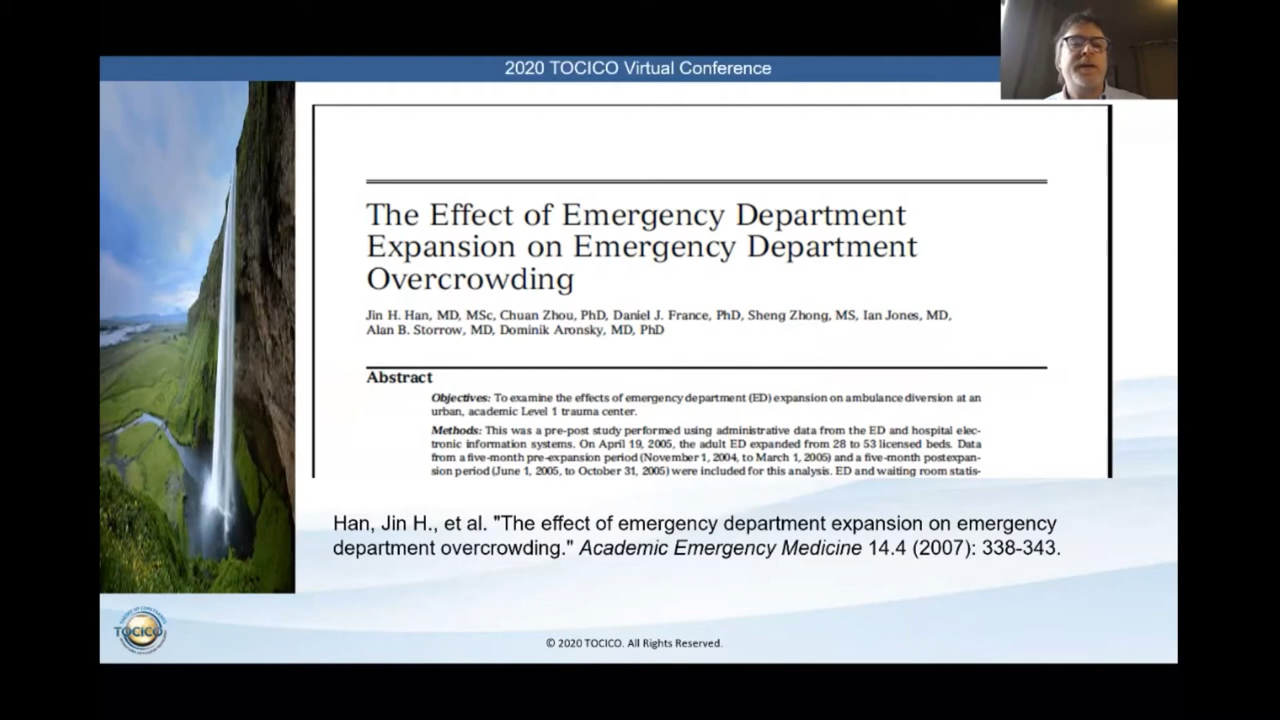 2020 TOCICO Virtual Conference
The Effect of Emergency Department
Expansion on Emergency Department
Overcrowding
Jin H. Han, MD, MSc, Chuan Zhou, PhD, Daniel J. France, PhD, Sheng Zhong, MS, Ian Jones, MD,
Alan B. Storrow, MD, Dominik Aronsky, MD, PhD
Abstract
Objectives: To examine the effects of emergency department (ED) expansion on ambulance diversion at an
urban, academic Level 1 trauma center.
Methods: This was a pre-post study performed using administrative data from the ED and hospital elec-
tronic information systems. On April 19, 2005, the adult ED expanded from 28 to 53 licensed beds. Data
from a five-month pre-expansion period (November 1, 2004, to March 1, 2005) and a five-month postexpan-
sion period (June 1, 2005, to October 31, 2005) were included for this analysis. ED and waiting room statis-
Han, Jin H., et al. "The effect of emergency department expansion on emergency
department overcrowding." Academic Emergency Medicine 14.4 (2007): 338-343.
TOCICO
© 2020 TOCICO. All Rights Reserved.